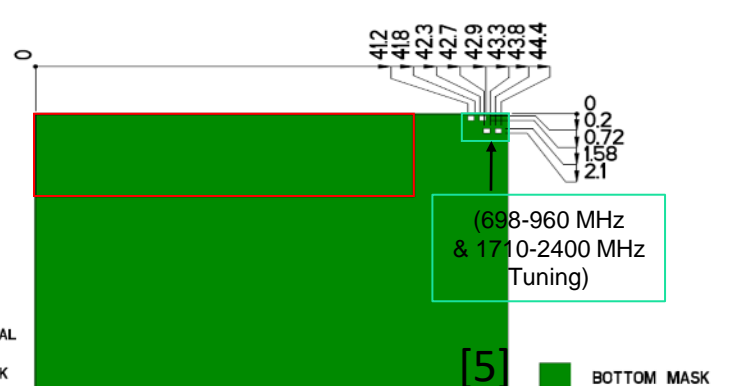 0
41.2
41.8
42.3
42.7
42.9
43.3
43.8
44.4
0
0.2
0.72
1.58
2.1
(698-960 MHz
& 1710-2400 MHz
Tuning)
AL
K
[5]
BOTTOM MASK